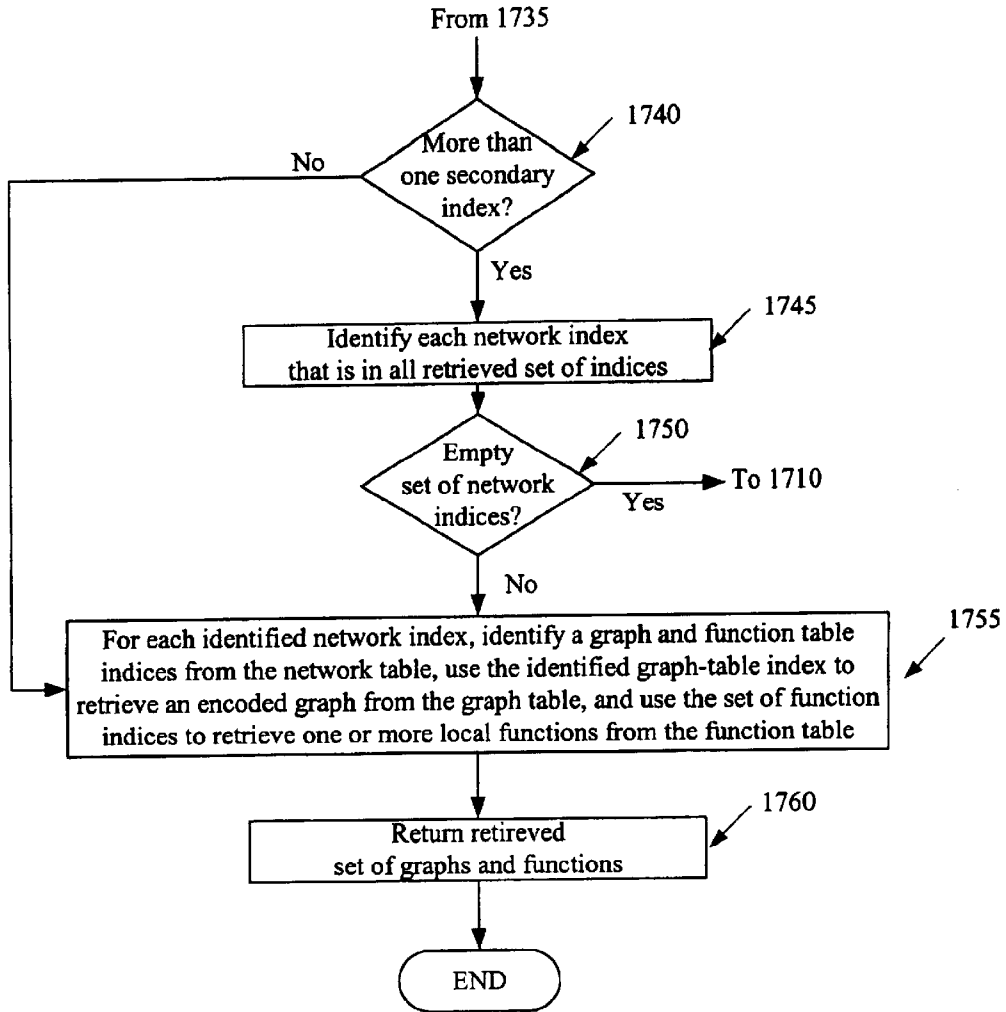 From 1735
1740
More than
one secondary
index?
No
Yes
1745
Identify each network index
that is in all retrieved set of indices
1750
Empty
set of network
indices?
Yes
To 1710
No
1755
For each identified network index, identify a graph and function table
indices from the network table, use the identified graph-table index to
retrieve an encoded graph from the graph table, and use the set of function
indices to retrieve one or more local functions from the function table
1760
Return retireved
set of graphs and functions
END